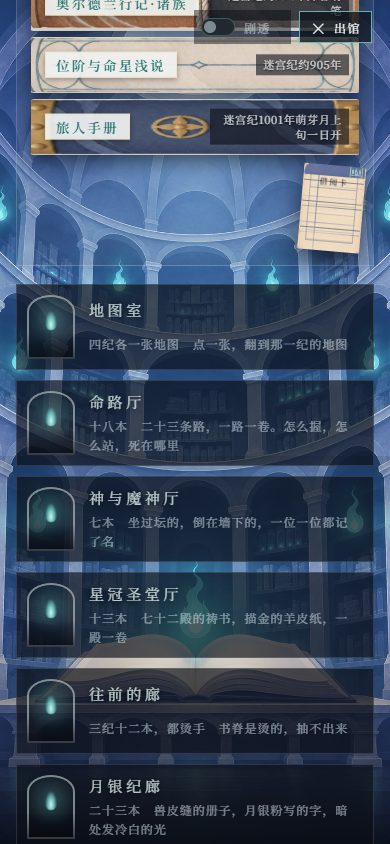 奥尔德兰行记·诸族
笔
剧透
出馆
位阶与命星浅说
迷宫纪约905年
旅人手册
迷宫纪1001年萌芽月上
旬一日开
借阅卡
地图室
四纪各一张地图 点一张，翻到那一纪的地图
命路厅
十八本 二十三条路，一路一卷。怎么握，怎
么站，死在哪里
神与魔神厅
七本 坐过坛的，倒在墙下的，一位一位都记
了名
星冠圣堂厅
十三本 七十二殿的祷书，描金的羊皮纸，一
殿一卷
往前的廊
三纪十二本，都烫手 书脊是烫的，抽不出来
月银纪廊
二十三本 兽皮缝的册子，月银粉写的字，暗
处发冷白的光